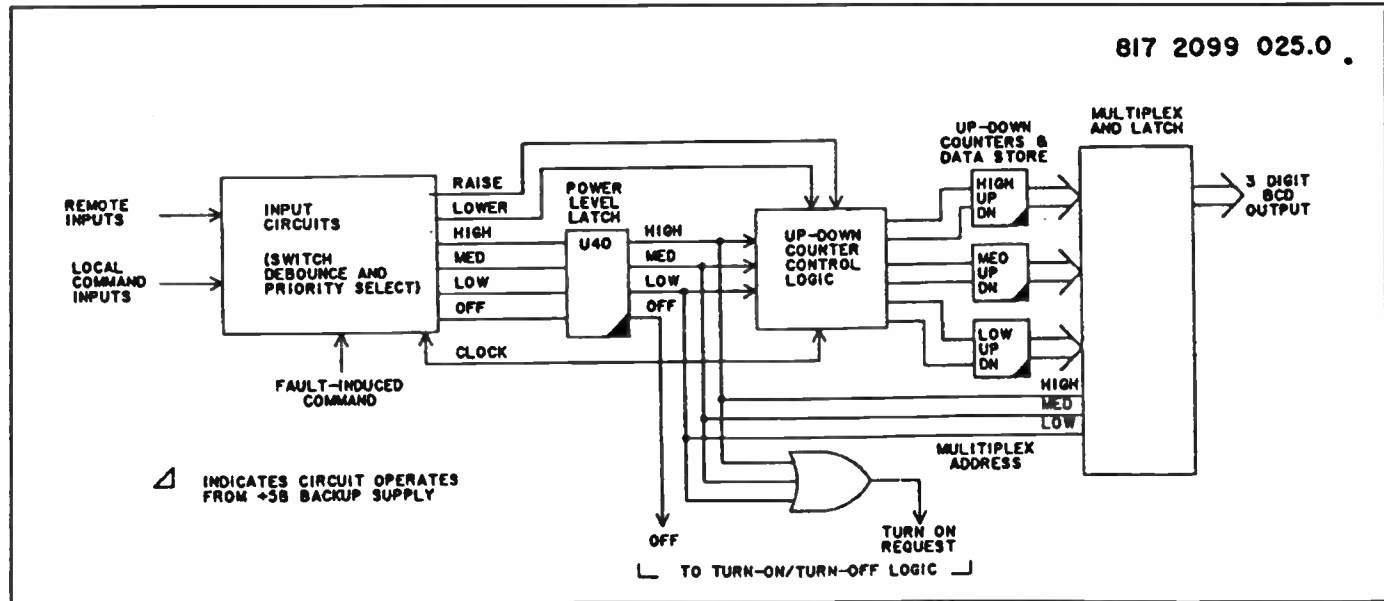 817 2099 025.0
REMOTE
INPUTS
LOCAL
COMMAND
INPUTS
INPUT
CIRCUITS
(SWITCH
DEBOUNCE AND
PRIORITY SELECT)
FAULT-INDUCED
COMMAND
RAISE
LOWER
HIGH
MED
LOW
OFF
CLOCK
POWER
LEVEL
LATCH
U40
HIGH
MED
LOW
OFF
UP-DOWN
COUNTER
CONTROL
LOGIC
UP-DOWN
COUNTERS &
DATA STORE
HIGH
UP
DN
MED
UP
DN
LOW
UP
DN
MULTIPLEX
AND LATCH
3 DIGIT
BCD
OUTPUT
HIGH
MED
LOW
MULITIPLEX
ADDRESS
INDICATES CIRCUIT OPERATES
FROM +5B BACKUP SUPPLY
OFF
TURN ON
REQUEST
TO TURN-ON/TURN-OFF LOGIC